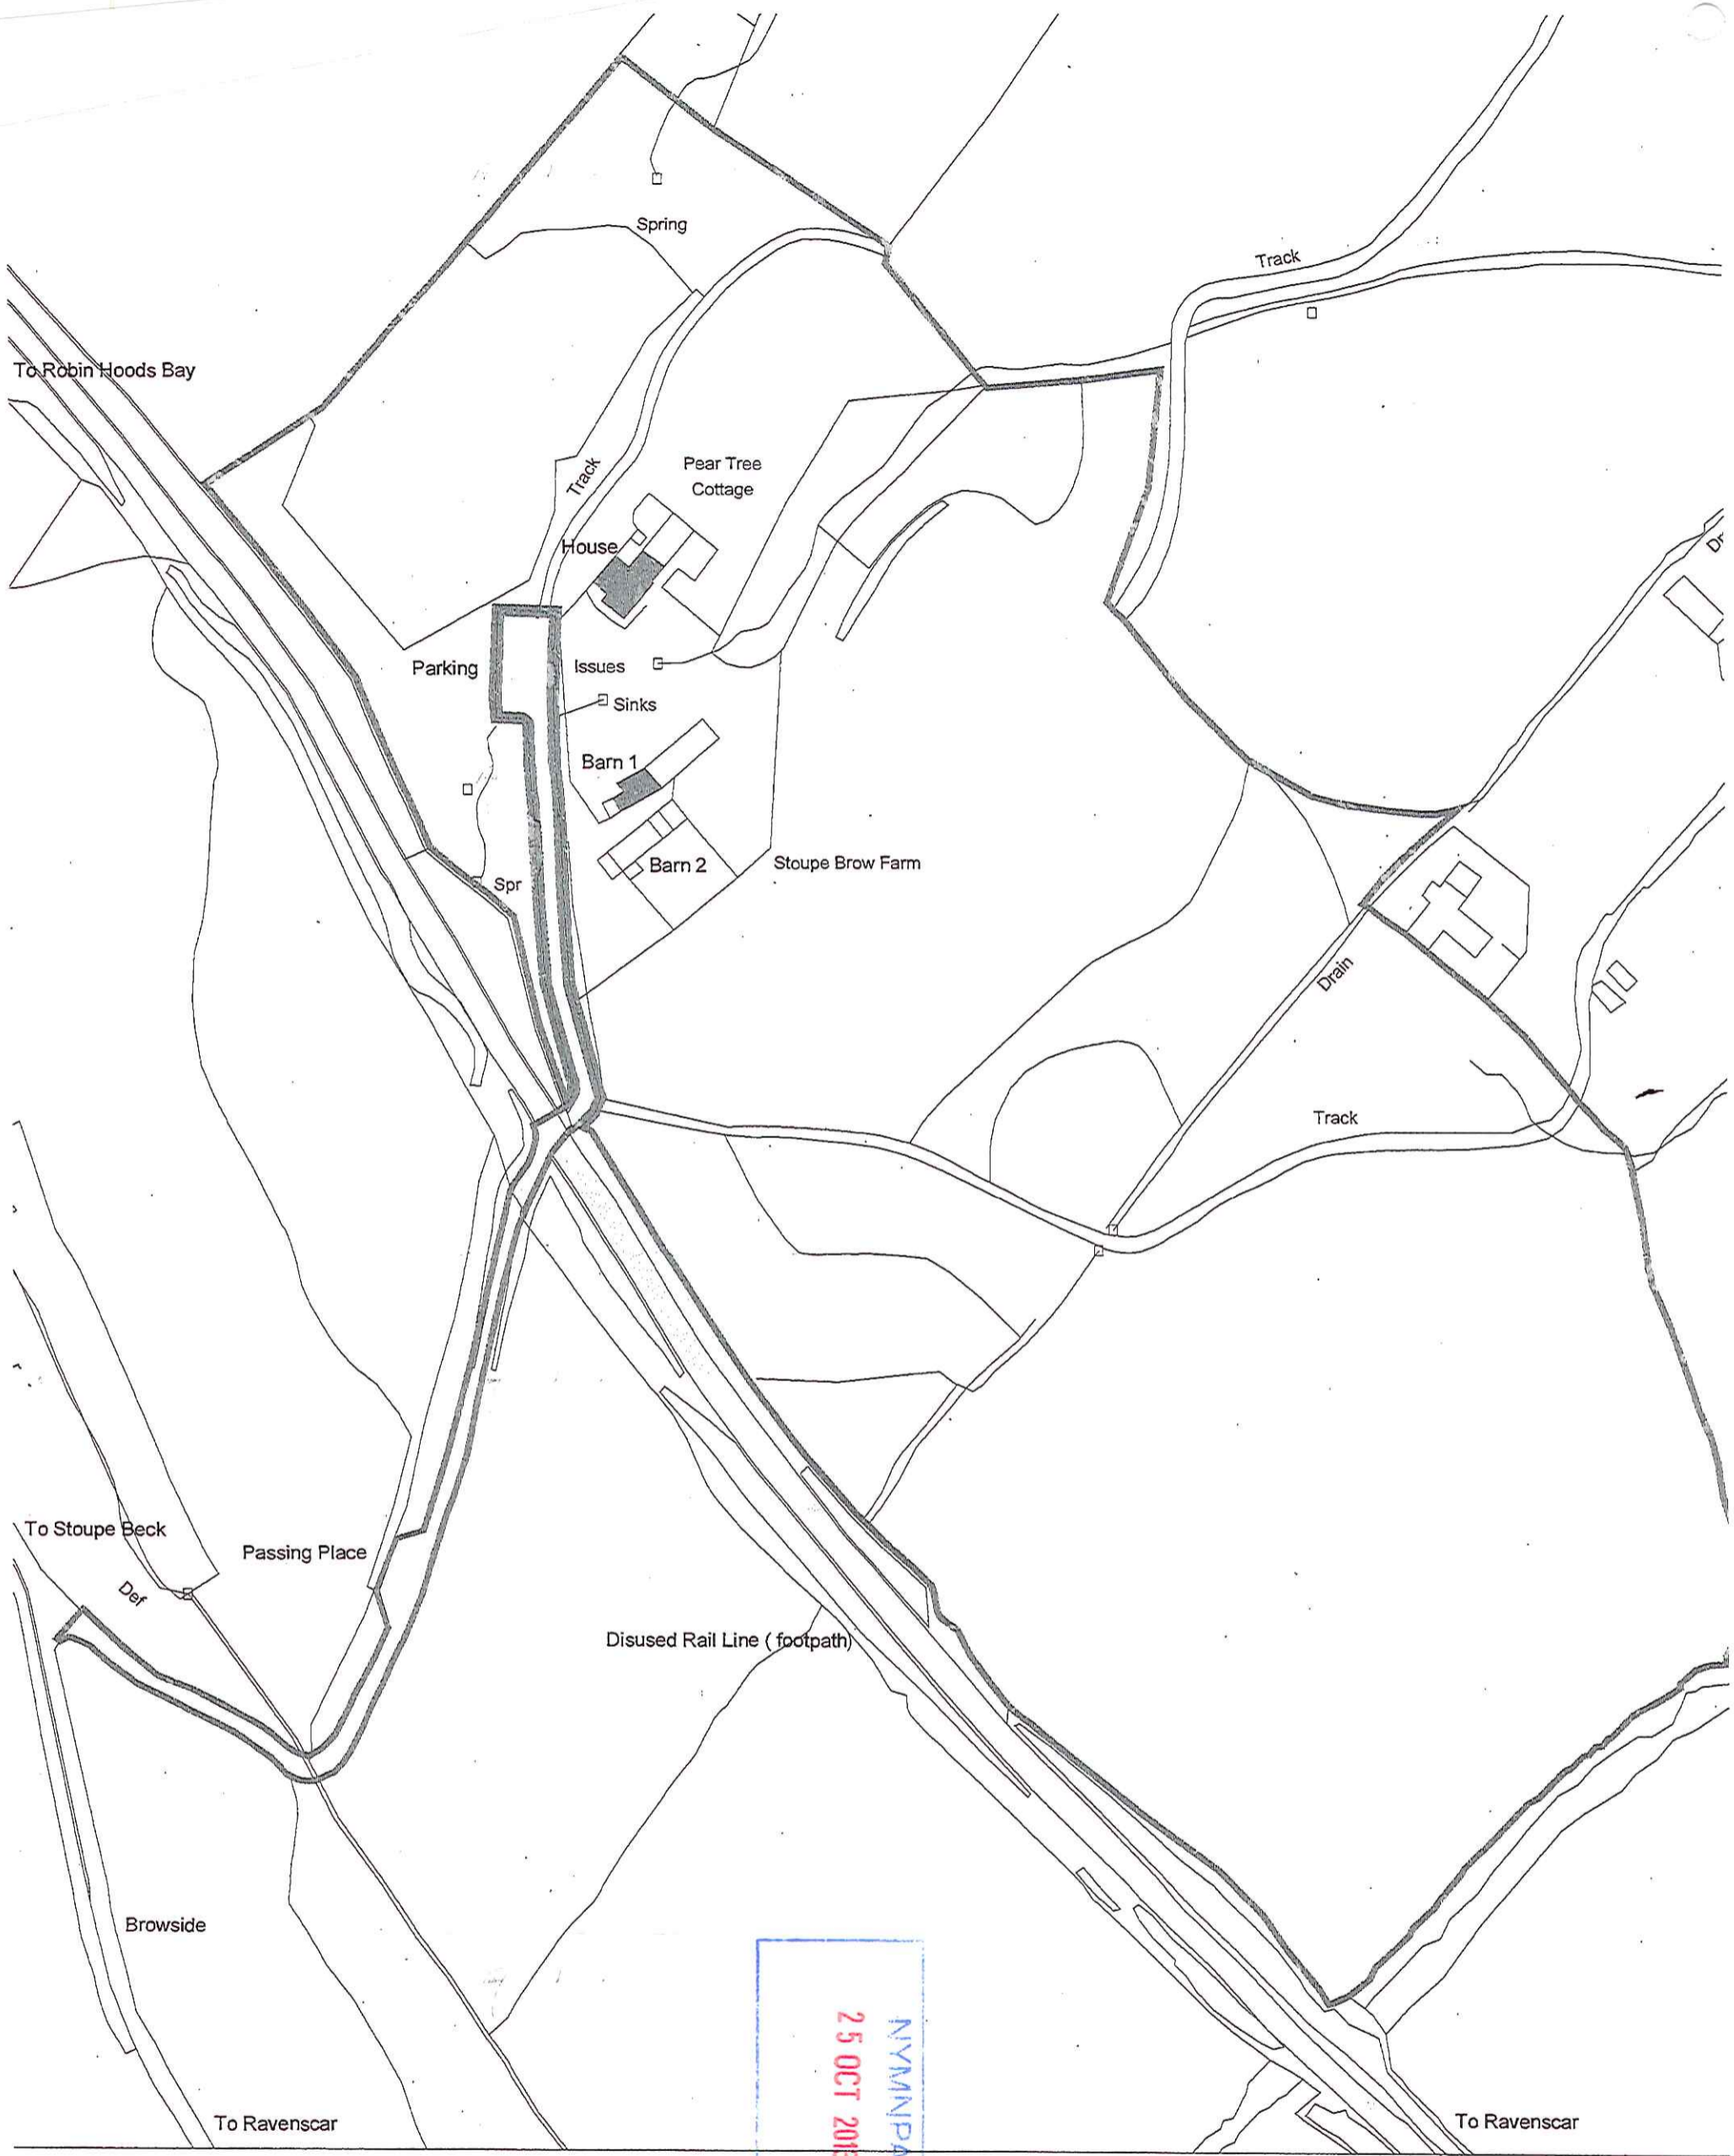 Spring
Track
To Robin Hoods Bay
Track
Pear Tree
Cottage
House
Parking
Issues
Sinks
Barn 1
Barn 2
Stoupe Brow Farm
Spr
Drain
Track
To Stoupe Beck
Passing Place
Def
Disused Rail Line ( footpath)
Browside
NYMNPA
25 OCT 201
To Ravenscar
To Ravenscar